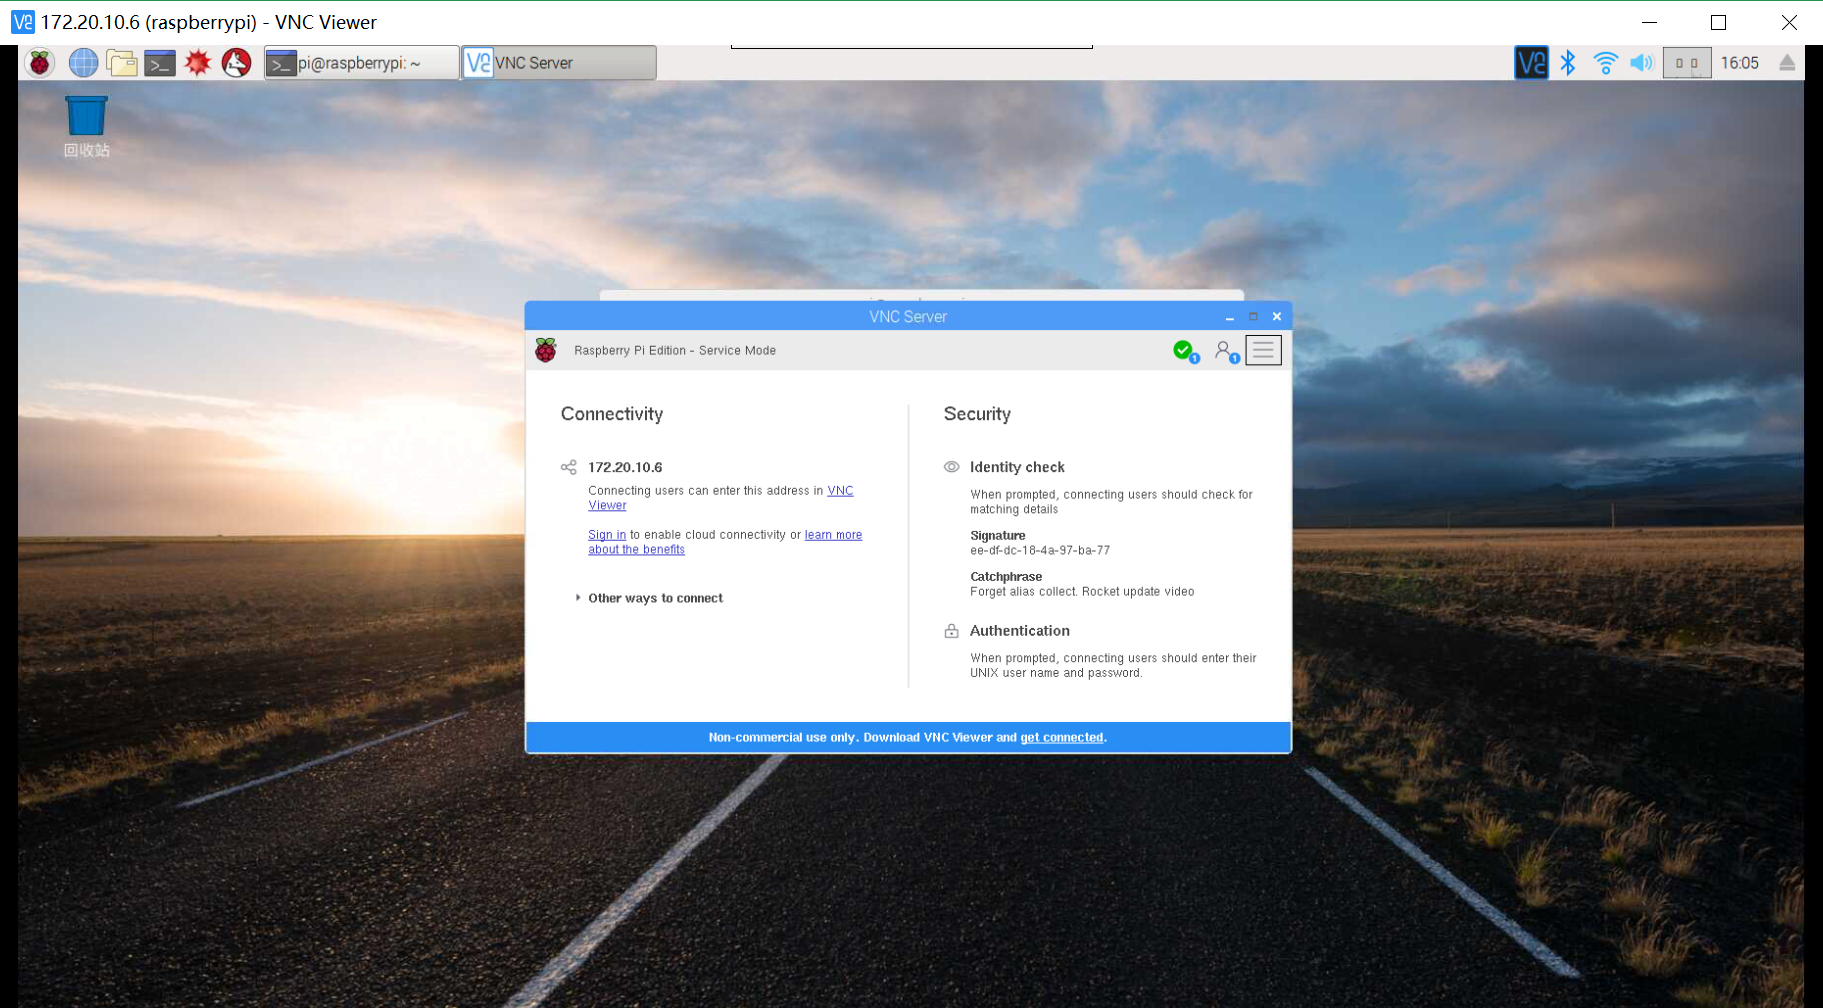 172.20.10.6 (raspberrypi) - VNC Viewer
pi@raspberrypi: ~
VNC Server
16:05
回收站
VNC Server
Raspberry Pi Edition - Service Mode
1
1
Connectivity
172.20.10.6
Connecting users can enter this address in VNC
Viewer
Sign in to enable cloud connectivity or learn more
about the benefits
Other ways to connect
Security
Identity check
When prompted, connecting users should check for
matching details
Signature
ee-df-dc-18-4a-97-ba-77
Catchphrase
Forget alias collect. Rocket update video
Authentication
When prompted, connecting users should enter their
UNIX user name and password.
Non-commercial use only. Download VNC Viewer and get connected.